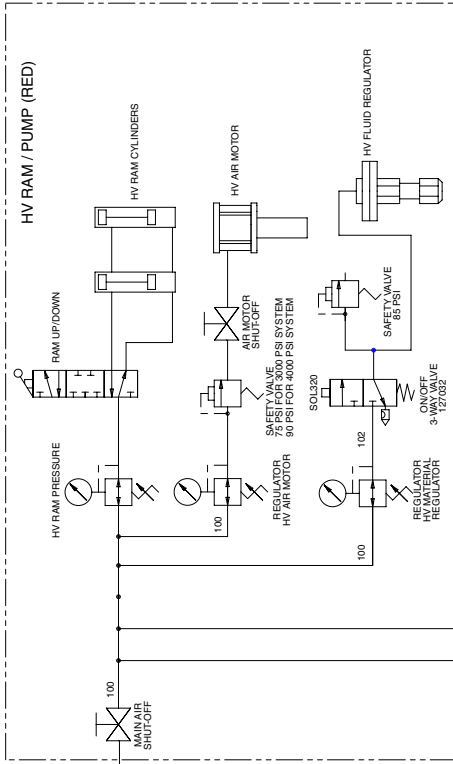 HV RAM / PUMP (RED)
HV RAM CYLINDERS
HV AIR MOTOR
HV FLUID REGULATOR
RAM UP/DOWN
AIR MOTOR
SHUT-OFF
SAFETY VALVE
85 PSI
SAFETY VALVE
75 PSI FOR 3000 PSI SYSTEM
90 PSI FOR 4000 PSI SYSTEM
SOL320
ON/OFF
3-WAY VALVE
127032
HV RAM PRESSURE
102
REGULATOR
HV AIR MOTOR
REGULATOR
HV MATERIAL
REGULATOR
100
100
100
MAIN AIR
SHUT-OFF